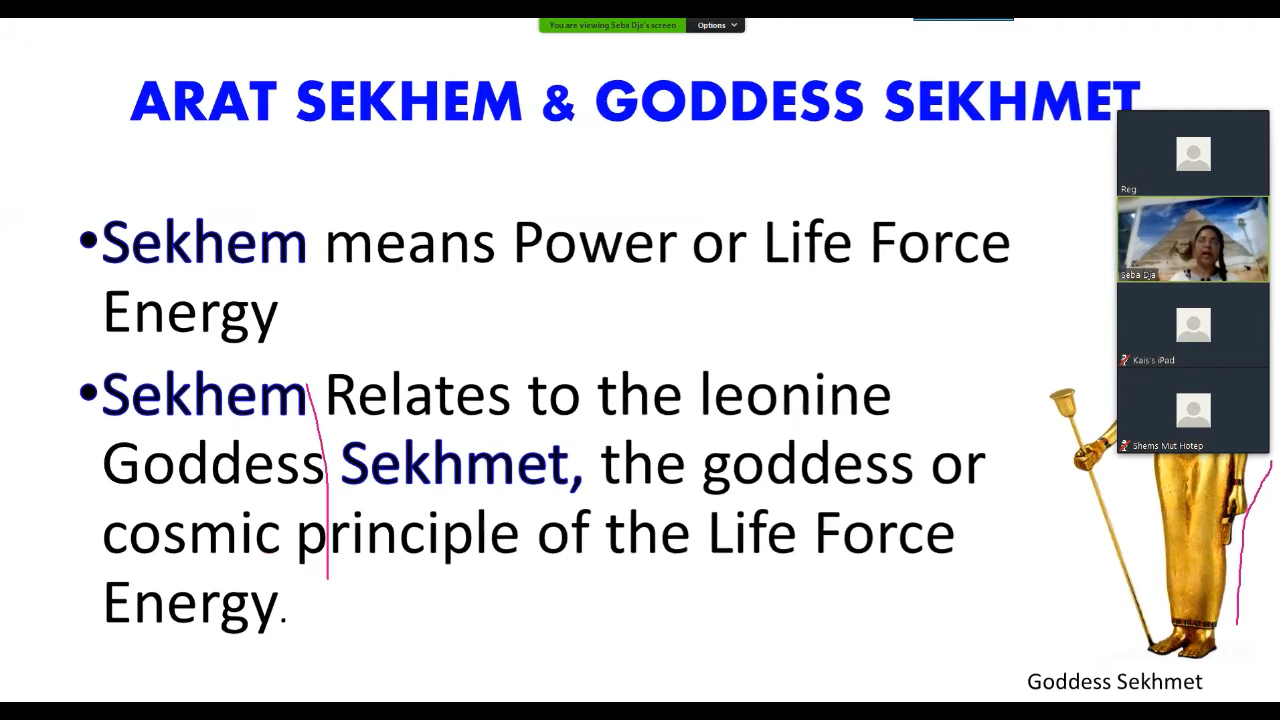 You are viewing Seba Dja's screen Options
ARAT SEKHEM & GODDESS SEKHMET
•Sekhem means Power or Life Force
Energy
•Sekhem Relates to the leonine
Goddess Sekhmet, the goddess or
cosmic principle of the Life Force
Energy.
Reg
Seba Dja
Kais's iPad
Shems Mut Hotep
Goddess Sekhmet